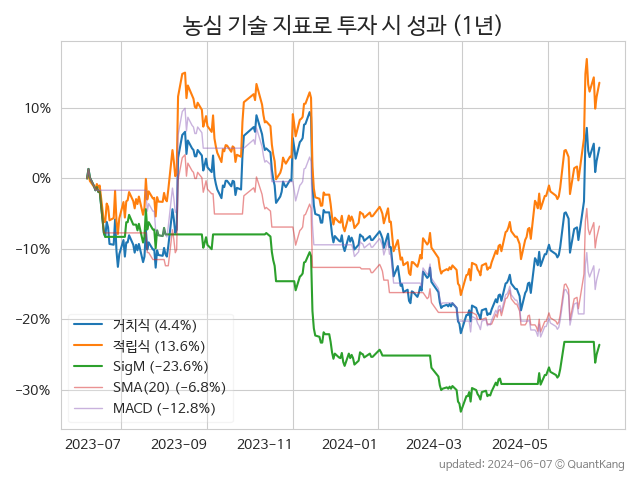 농심 기술 지표로 투자 시 성과 (1년)
10%
0%
−10%
−20%
−30%
거치식 (4.4%)
적립식 (13.6%)
SigM (−23.6%)
SMA(20) (−6.8%)
MACD (−12.8%)
2023−07
2023−09
2023−11
2024−01
2024−03
2024−05
updated: 2024-06-07 © QuantKang